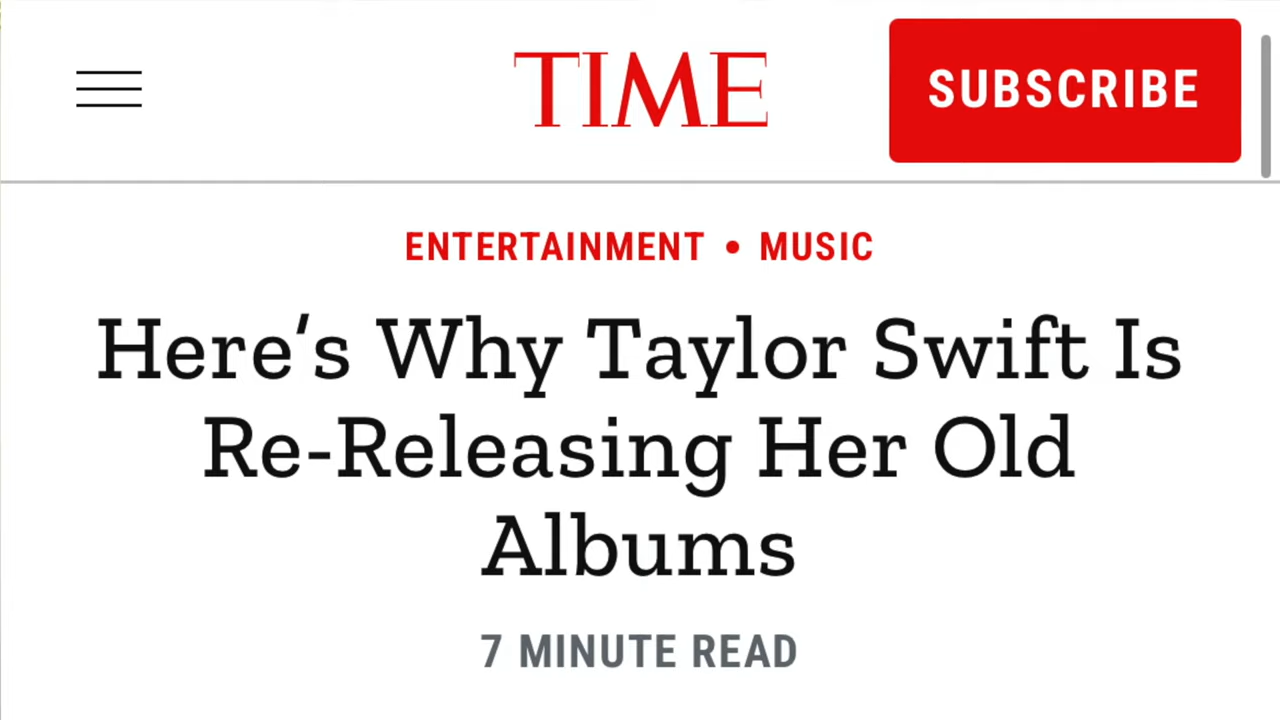 TIME
SUBSCRIBE
ENTERTAINMENT • MUSIC
Here’s Why Taylor Swift Is
Re-Releasing Her Old
Albums
7 MINUTE READ